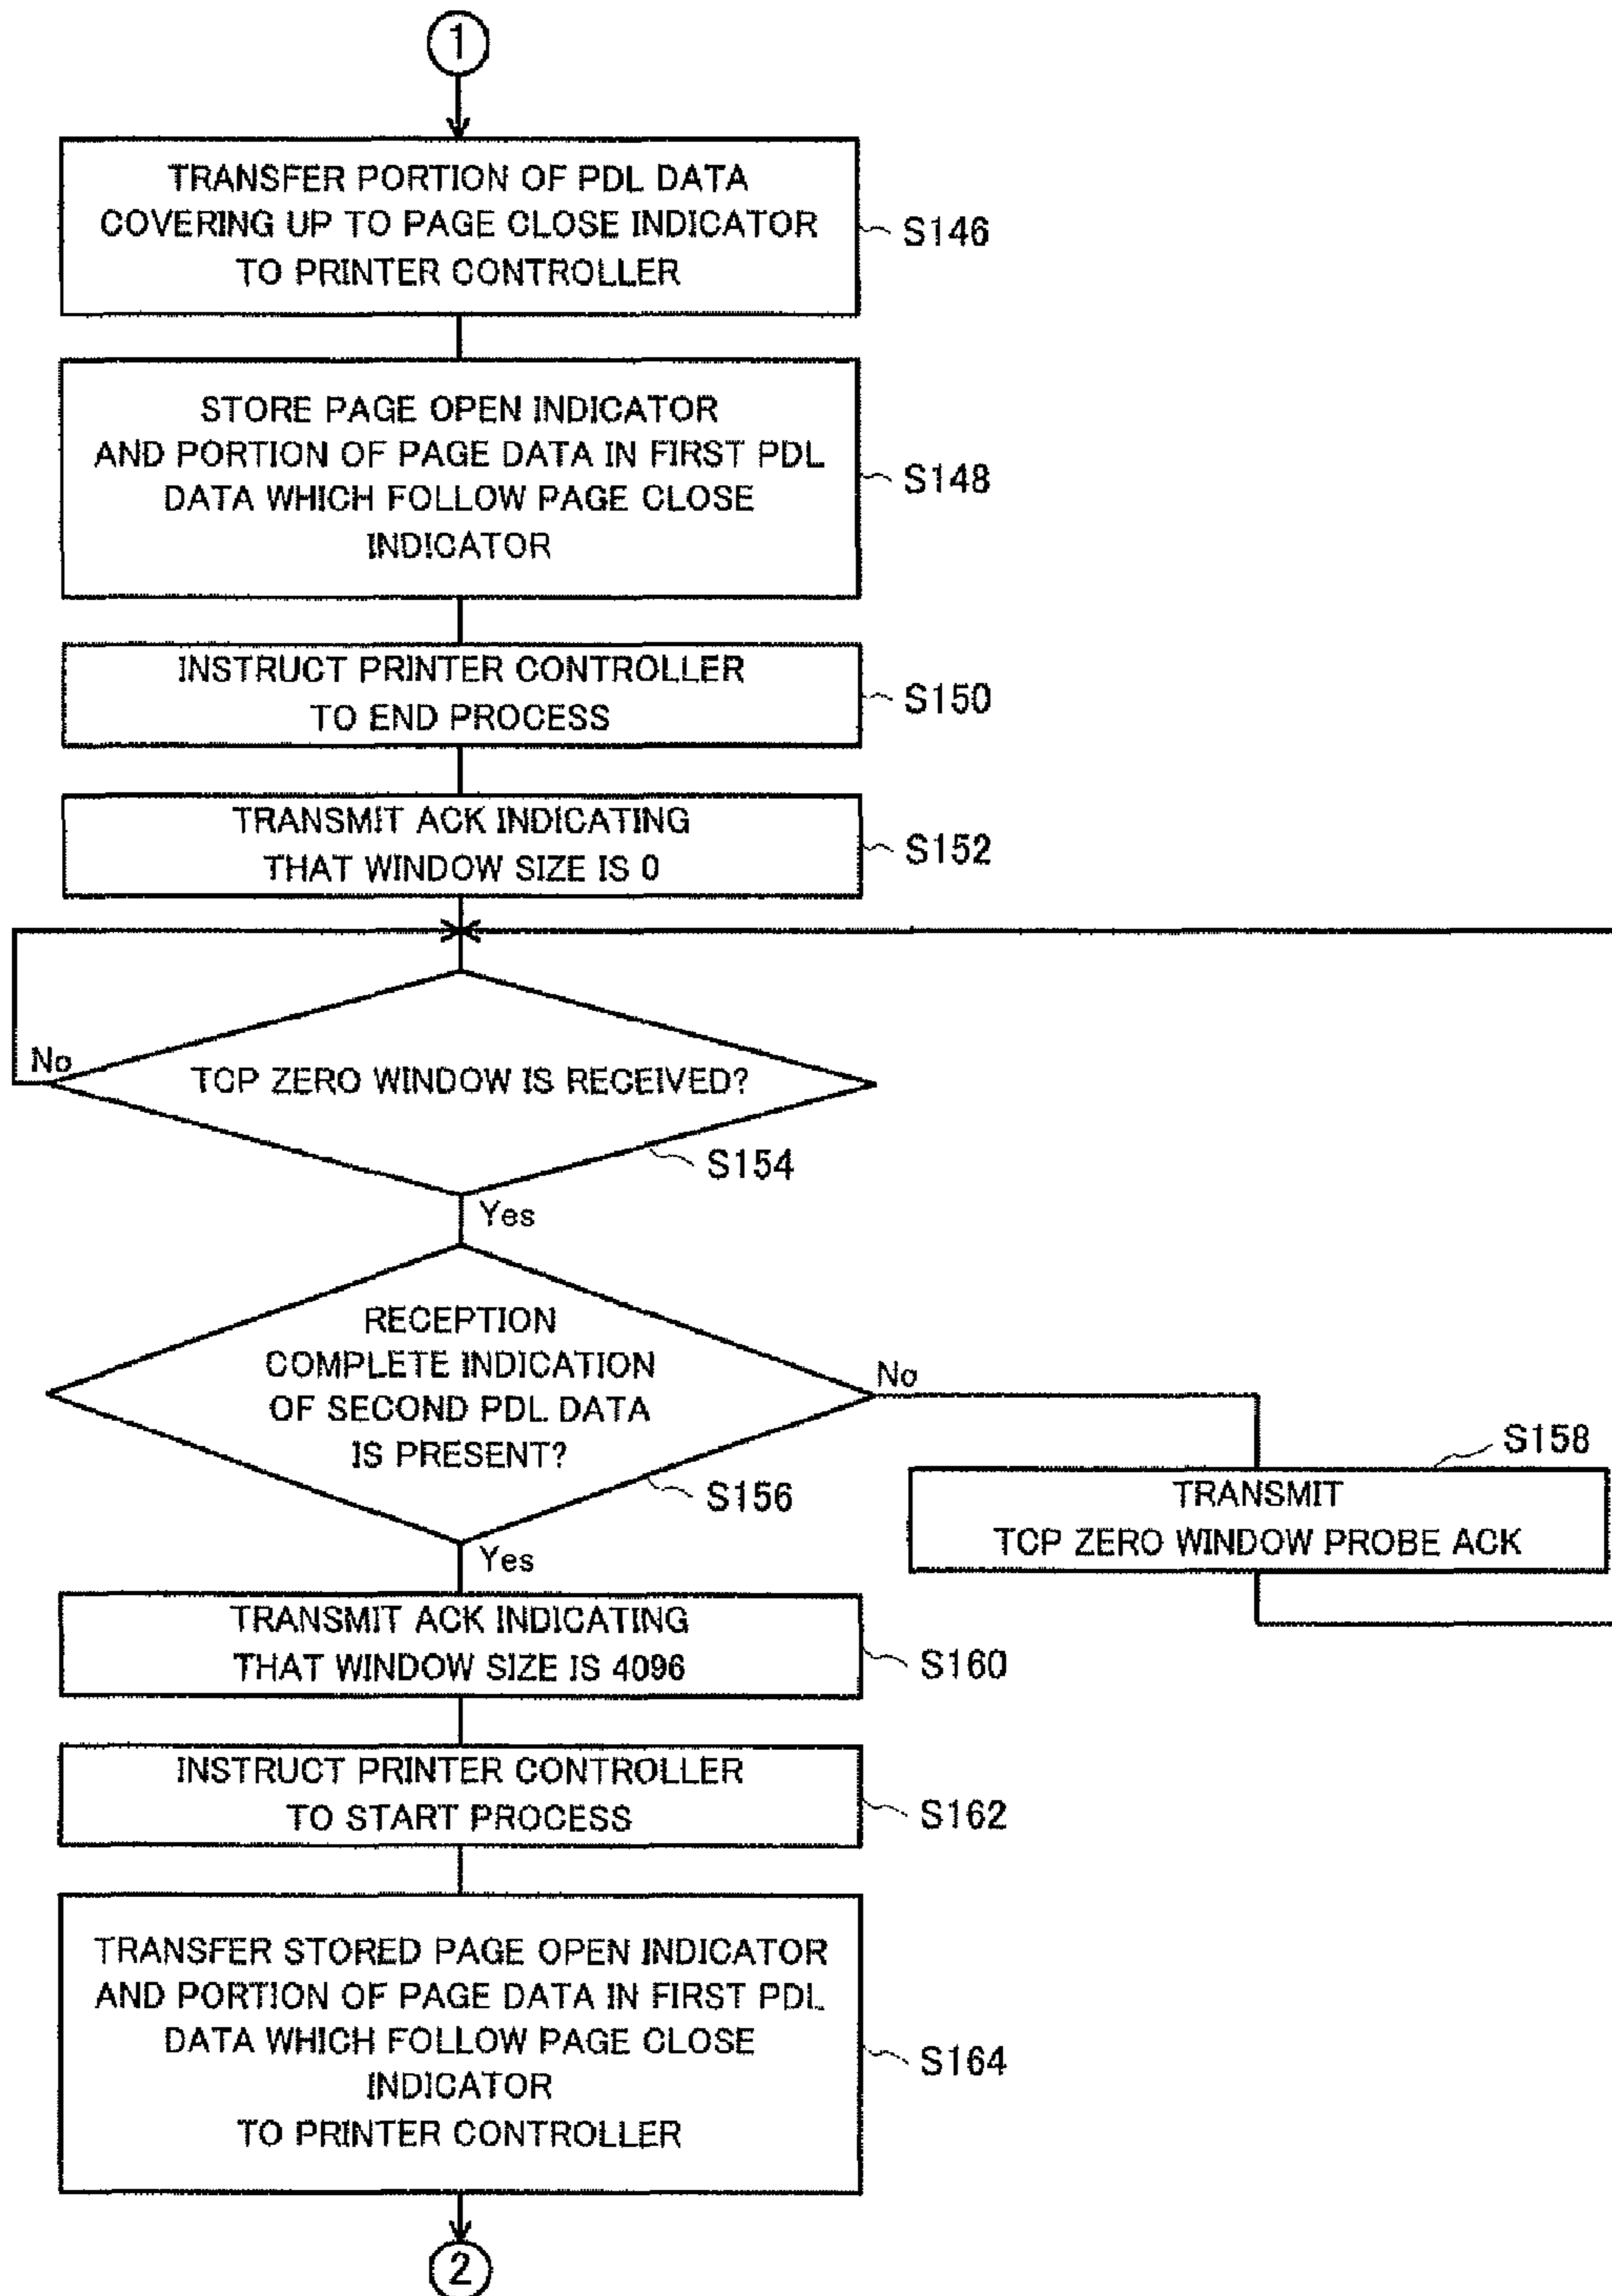 1
TRANSFER PORTION OF PDL DATA
COVERING UP TO PAGE CLOSE INDICATOR
TO PRINTER CONTROLLER
S146
STORE PAGE OPEN INDICATOR
AND PORTION OF PAGE DATA IN FIRST PDL
DATA WHICH FOLLOW PAGE CLOSE
INDICATOR
S148
INSTRUCT PRINTER CONTROLLER
TO END PROCESS
S150
TRANSMIT ACK INDICATING
THAT WINDOW SIZE IS 0
S152
No
TCP ZERO WINDOW IS RECEIVED?
S154
Yes
RECEPTION
COMPLETE INDICATION
OF SECOND PDL DATA
IS PRESENT?
No
S156
S158
TRANSMIT
TCP ZERO WINDOW PROBE ACK
Yes
TRANSMIT ACK INDICATING
THAT WINDOW SIZE IS 4096
S160
INSTRUCT PRINTER CONTROLLER
TO START PROCESS
S162
TRANSFER STORED PAGE OPEN INDICATOR
AND PORTION OF PAGE DATA IN FIRST PDL
DATA WHICH FOLLOW PAGE CLOSE
INDICATOR
TO PRINTER CONTROLLER
S164
2